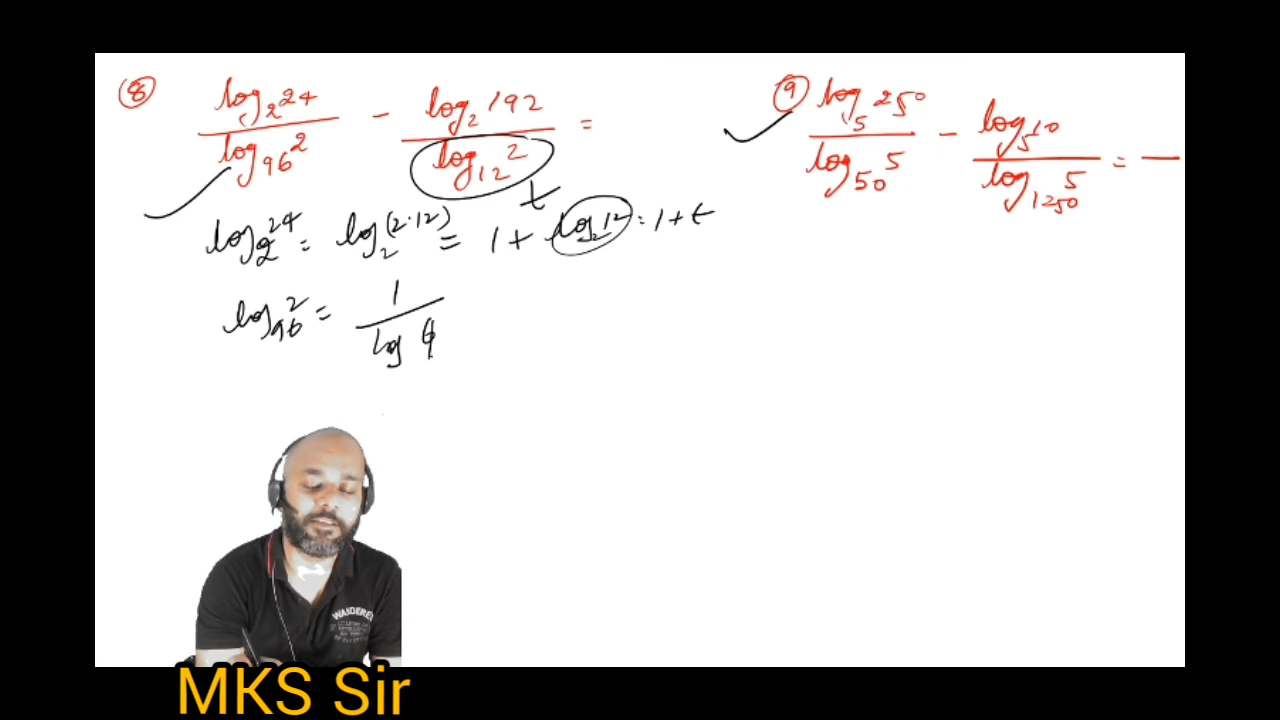 ⑧ log₂24 / log₉₆2 − log₂192 / log₁₂2 =
t
log₂24 = log₂(2·12) = 1 + log₂12 = 1 + t
log₉₆2 = 1 / log
⑨ log₅250 / log₅₀5 − log₅10 / log₁₂₅₀5 = —
WANDERE
MKS Sir